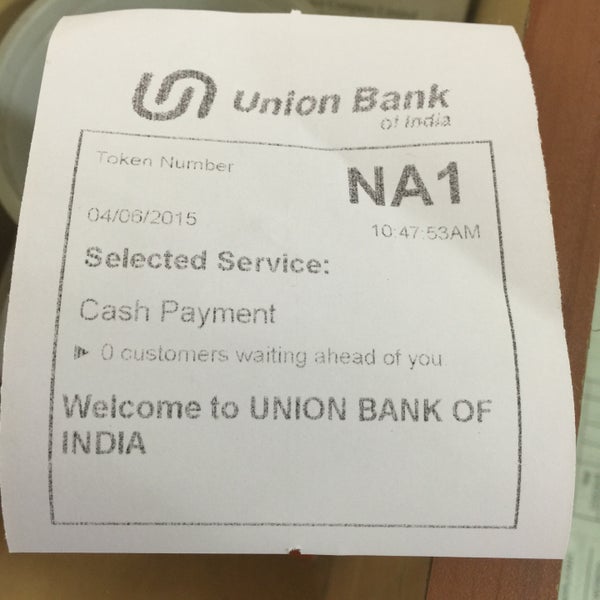 Union Bank
of India
Token Number
NA1
04/06/2015
10:47:53AM
Selected Service:
Cash Payment
0 customers waiting ahead of you
Welcome to UNION BANK OF
INDIA